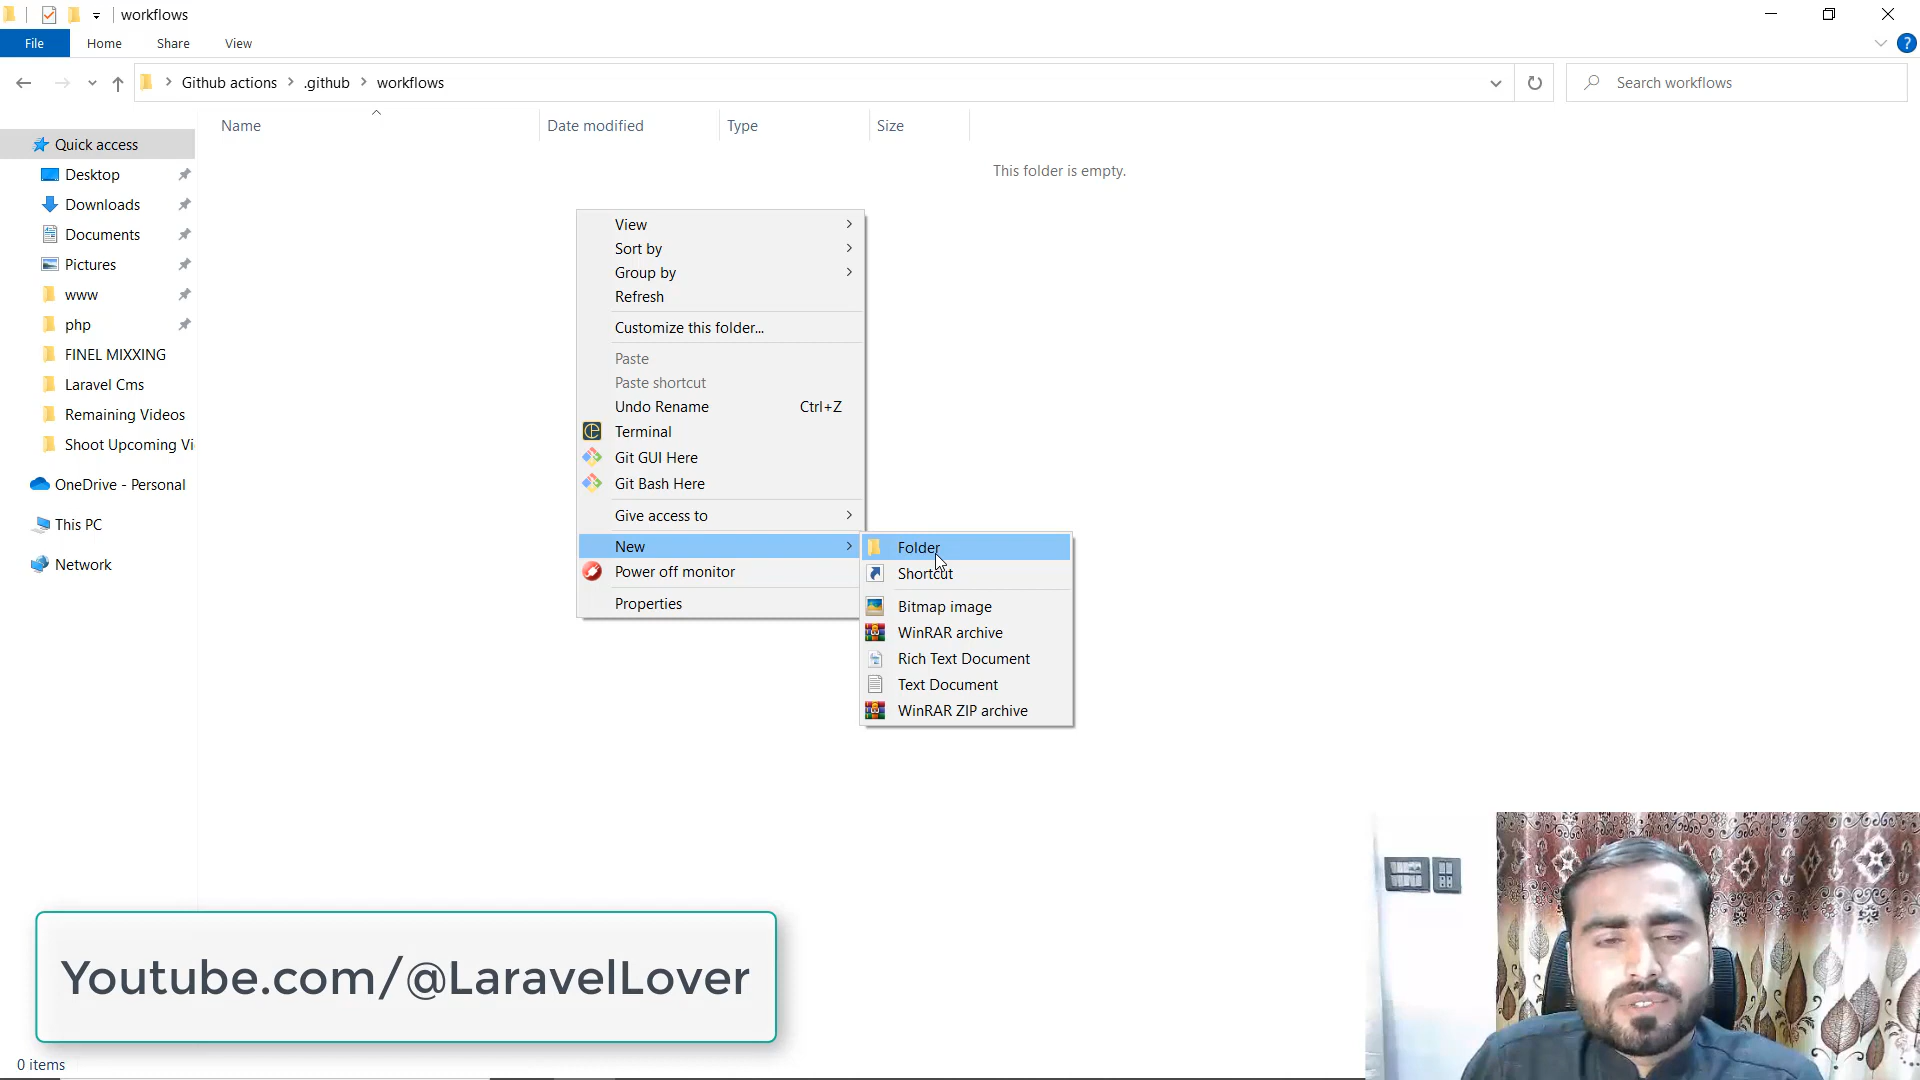 workflows
File
Home
Share
View
Github actions
.github
workflows
Search workflows
Name
Date modified
Type
Size
This folder is empty.
Quick access
Desktop
Downloads
Documents
Pictures
www
php
FINEL MIXXING
Laravel Cms
Remaining Videos
Shoot Upcoming Vi
OneDrive - Personal
This PC
Network
View
Sort by
Group by
Refresh
Customize this folder...
Paste
Paste shortcut
Undo Rename Ctrl+Z
Terminal
Git GUI Here
Git Bash Here
Give access to
New
Power off monitor
Properties
Folder
Shortcut
Bitmap image
WinRAR archive
Rich Text Document
Text Document
WinRAR ZIP archive
Youtube.com/@LaravelLover
0 items